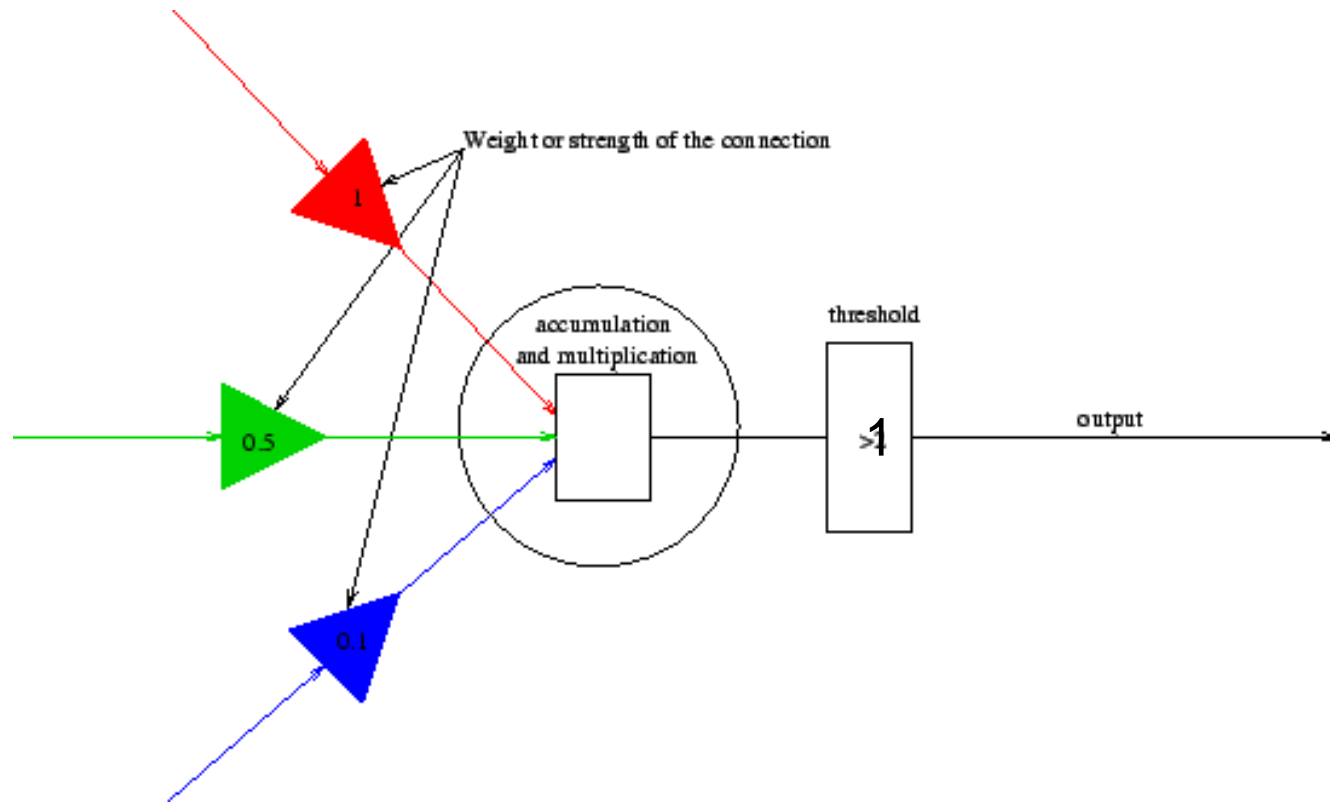 Weight or strength of the connection
1
accumulation
and multiplication
threshold
0.5
>1
output
0.1